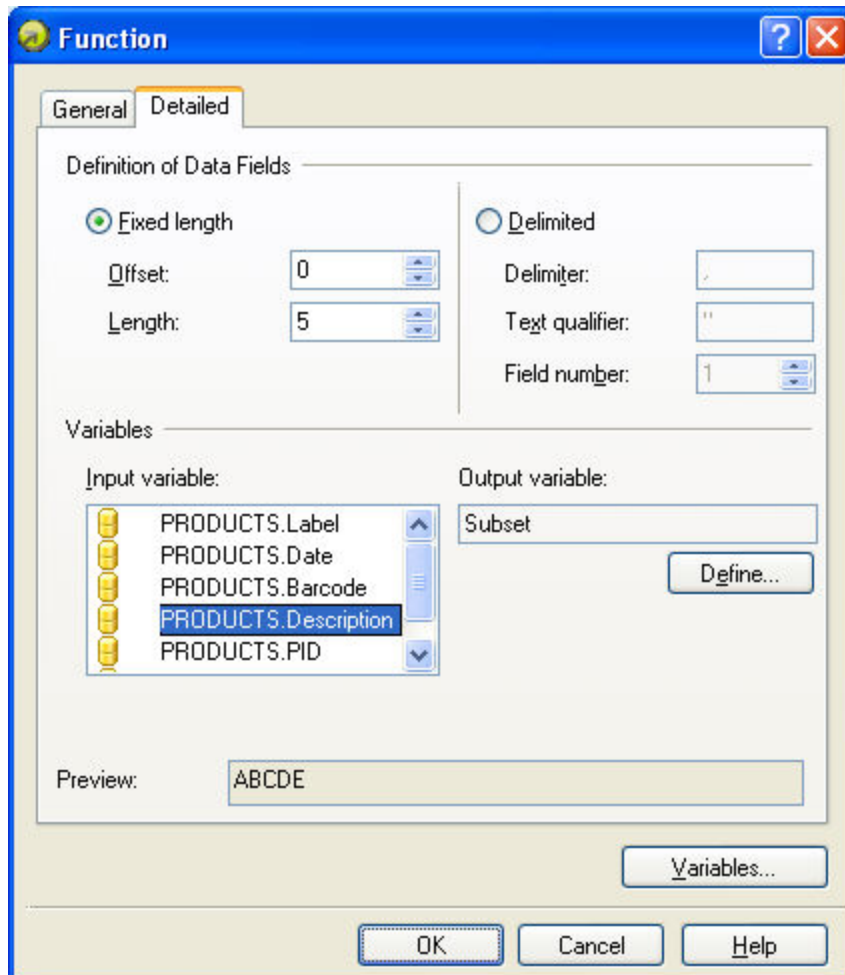 Function
General Detailed
Definition of Data Fields
Fixed length
Offset: 0
Length: 5
Delimited
Delimiter: ,
Text qualifier: "
Field number: 1
Variables
Input variable:
PRODUCTS.Label
PRODUCTS.Date
PRODUCTS.Barcode
PRODUCTS.Description
PRODUCTS.PID
Output variable:
Subset
Define...
Preview: ABCDE
Variables...
OK Cancel Help